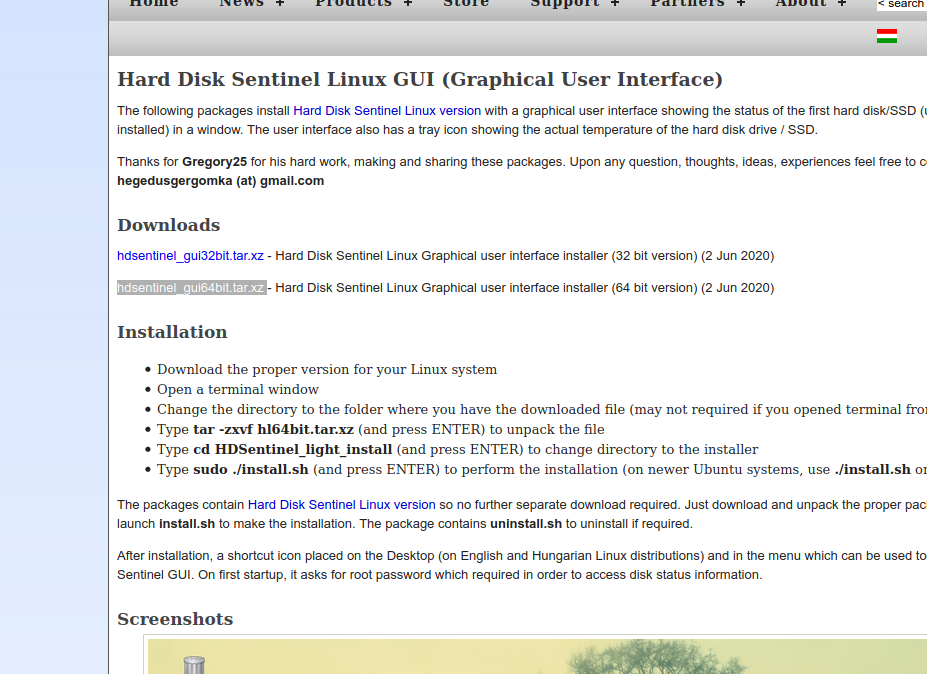 Home News + Products + Store Support + Partners + About + < search
Hard Disk Sentinel Linux GUI (Graphical User Interface)
The following packages install Hard Disk Sentinel Linux version with a graphical user interface showing the status of the first hard disk/SSD
installed) in a window. The user interface also has a tray icon showing the actual temperature of the hard disk drive / SSD.
Thanks for Gregory25 for his hard work, making and sharing these packages. Upon any question, thoughts, ideas, experiences feel free to
hegedusgergomka (at) gmail.com
Downloads
hdsentinel_gui32bit.tar.xz - Hard Disk Sentinel Linux Graphical user interface installer (32 bit version) (2 Jun 2020)
hdsentinel_gui64bit.tar.xz - Hard Disk Sentinel Linux Graphical user interface installer (64 bit version) (2 Jun 2020)
Installation
• Download the proper version for your Linux system
• Open a terminal window
• Change the directory to the folder where you have the downloaded file (may not required if you opened terminal
• Type tar -zxvf hl64bit.tar.xz (and press ENTER) to unpack the file
• Type cd HDSentinel_light_install (and press ENTER) to change directory to the installer
• Type sudo ./install.sh (and press ENTER) to perform the installation (on newer Ubuntu systems, use ./install.sh
The packages contain Hard Disk Sentinel Linux version so no further separate download required. Just download and unpack the proper
launch install.sh to make the installation. The package contains uninstall.sh to uninstall if required.
After installation, a shortcut icon placed on the Desktop (on English and Hungarian Linux distributions) and in the menu which can be used to
Sentinel GUI. On first startup, it asks for root password which required in order to access disk status information.
Screenshots